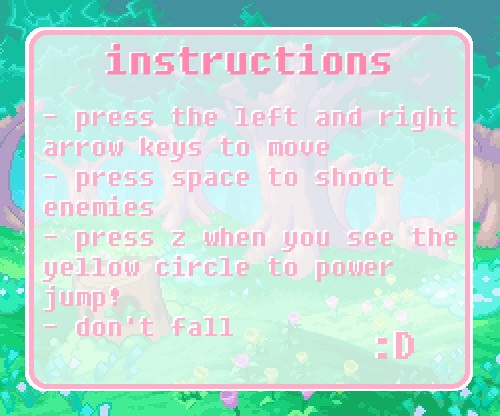 instructions
- press the left and right
arrow keys to move
- press space to shoot
enemies
- press z when you see the
yellow circle to power
jump!
- don't fall
:D